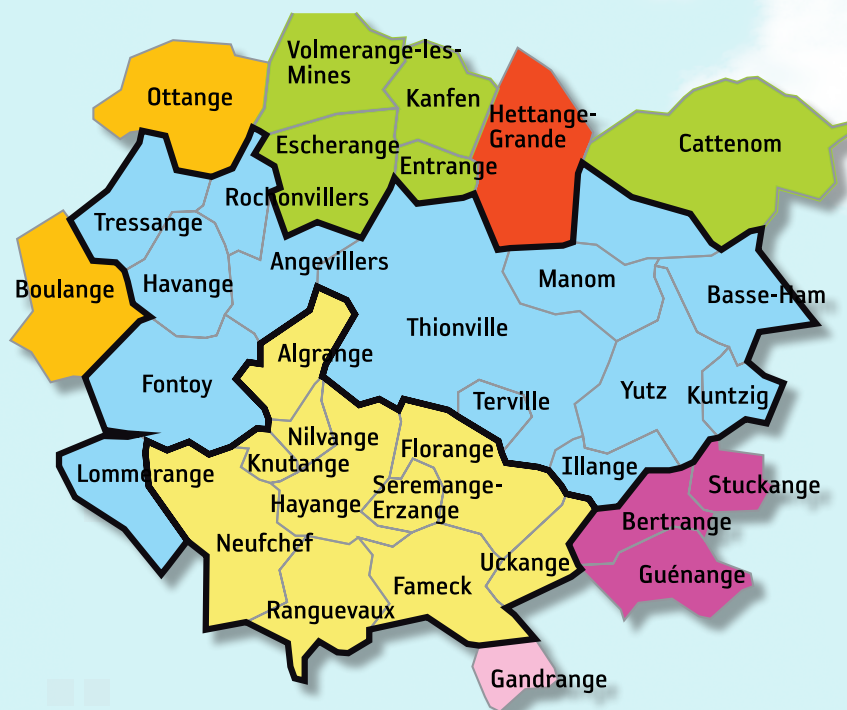 Volmerange-les-
Mines
Ottange
Kanfen
Hettange-
Grande
Escherange
Cattenom
Entrange
Rochonvillers
Tressange
Angevillers
Havange
Manom
Boulange
Basse-Ham
Thionville
Algrange
Fontoy
Yutz
Kuntzig
Terville
Nilvange
Florange
Knutange
Illange
Lommerange
Seremange-
Erzange
Stuckange
Hayange
Bertrange
Neufchef
Uckange
Guénange
Fameck
Ranguevaux
Gandrange